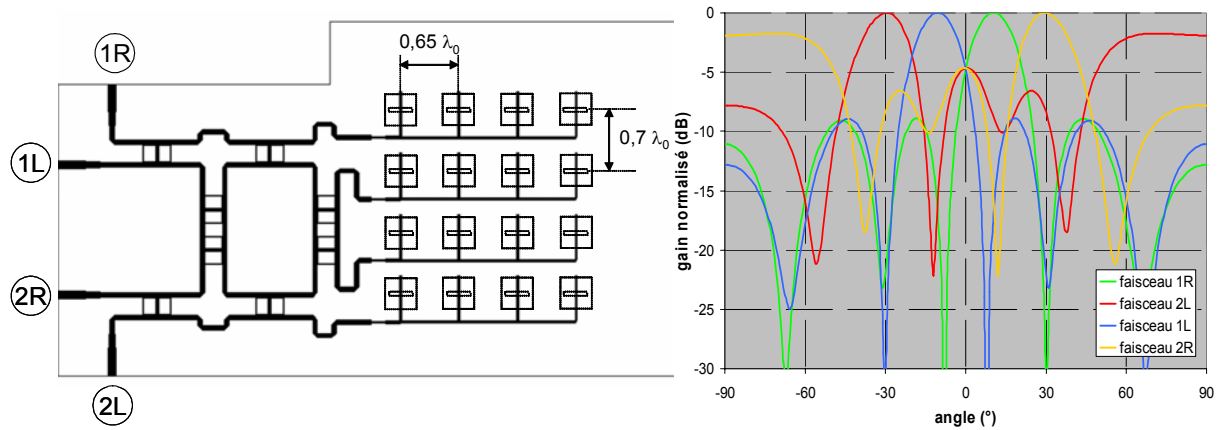 1R
1L
2R
2L
0,65 λ0
0,7 λ0
0
-5
-10
-15
-20
-25
-30
gain normalisé (dB)
-90
-60
-30
0
30
60
90
angle (°)
faisceau 1R
faisceau 2L
faisceau 1L
faisceau 2R